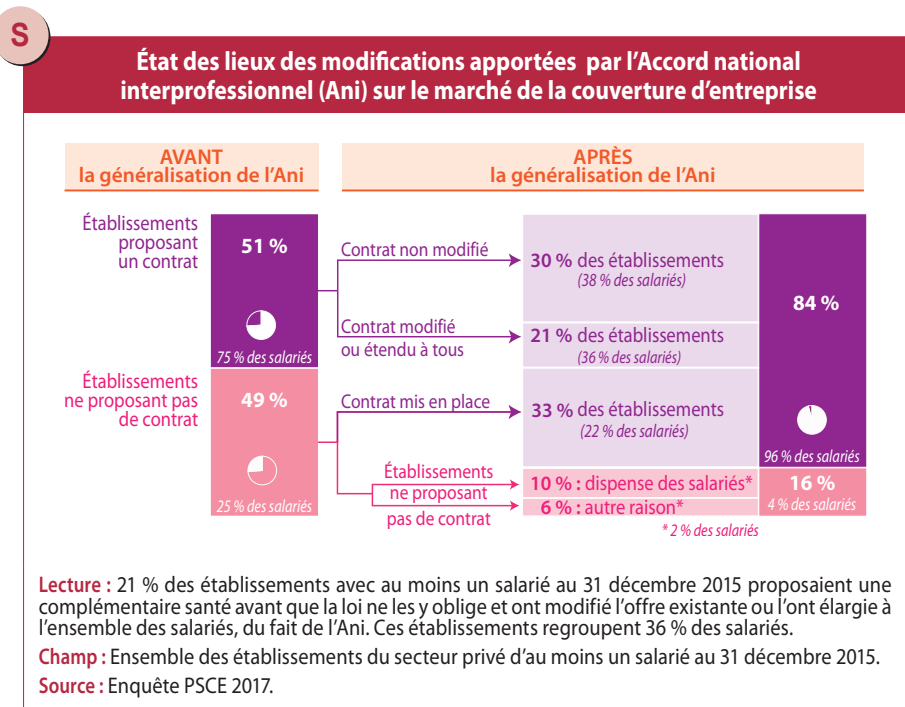 S
État des lieux des modifications apportées par l'Accord national
interprofessionnel (Ani) sur le marché de la couverture d'entreprise
AVANT
la généralisation de l'Ani
APRÈS
la généralisation de l'Ani
Établissements
proposant
un contrat
51 %
75 % des salariés
Contrat non modifié
30 % des établissements
(38 % des salariés)
Contrat modifié
ou étendu à tous
21 % des établissements
(36 % des salariés)
84 %
96 % des salariés
Établissements
ne proposant pas
de contrat
49 %
25 % des salariés
Contrat mis en place
33 % des établissements
(22 % des salariés)
Établissements
ne proposant
pas de contrat
10 % : dispense des salariés*
6 % : autre raison*
16 %
4 % des salariés
* 2 % des salariés
Lecture : 21 % des établissements avec au moins un salarié au 31 décembre 2015 proposaient une
complémentaire santé avant que la loi ne les y oblige et ont modifié l'offre existante ou l'ont élargie à
l'ensemble des salariés, du fait de l'Ani. Ces établissements regroupent 36 % des salariés.
Champ : Ensemble des établissements du secteur privé d'au moins un salarié au 31 décembre 2015.
Source : Enquête PSCE 2017.